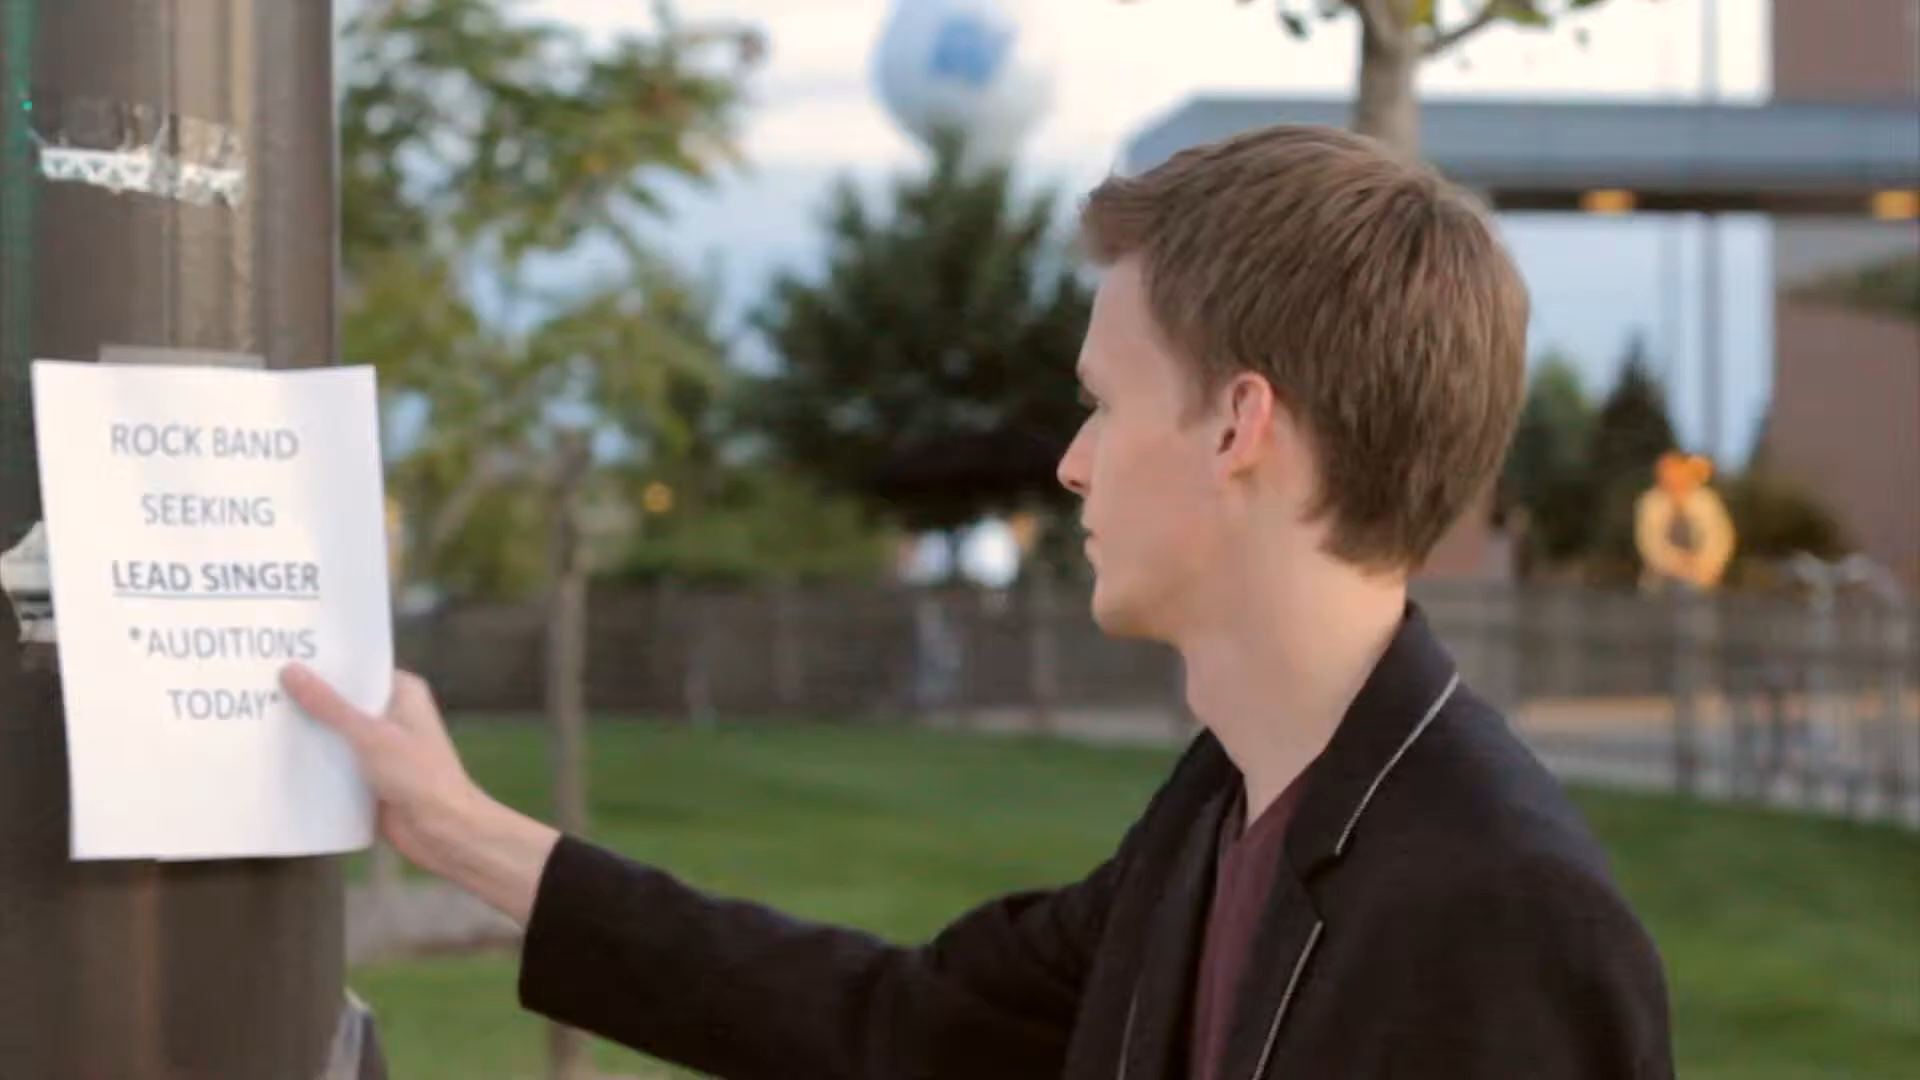 ROCK BAND
SEEKING
LEAD SINGER
*AUDITIONS
TODAY*